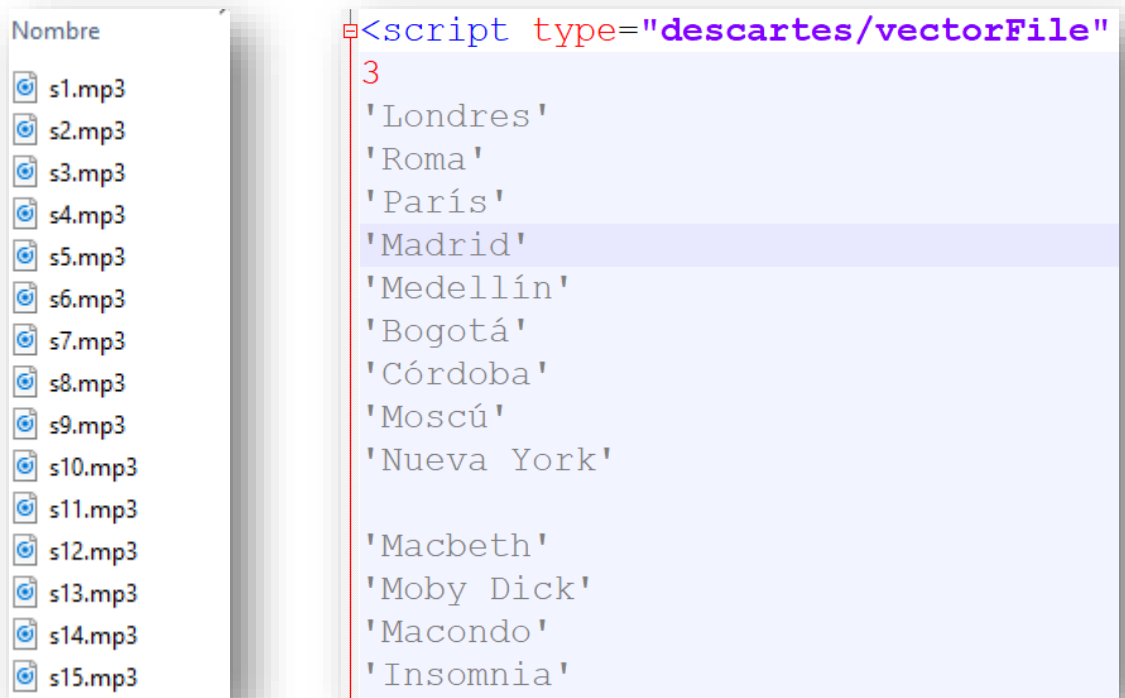 Nombre
s1.mp3
s2.mp3
s3.mp3
s4.mp3
s5.mp3
s6.mp3
s7.mp3
s8.mp3
s9.mp3
s10.mp3
s11.mp3
s12.mp3
s13.mp3
s14.mp3
s15.mp3
<script type="descartes/vectorFile"
3
'Londres'
'Roma'
'París'
'Madrid'
'Medellín'
'Bogotá'
'Córdoba'
'Moscú'
'Nueva York'
'Macbeth'
'Moby Dick'
'Macondo'
'Insomnia'